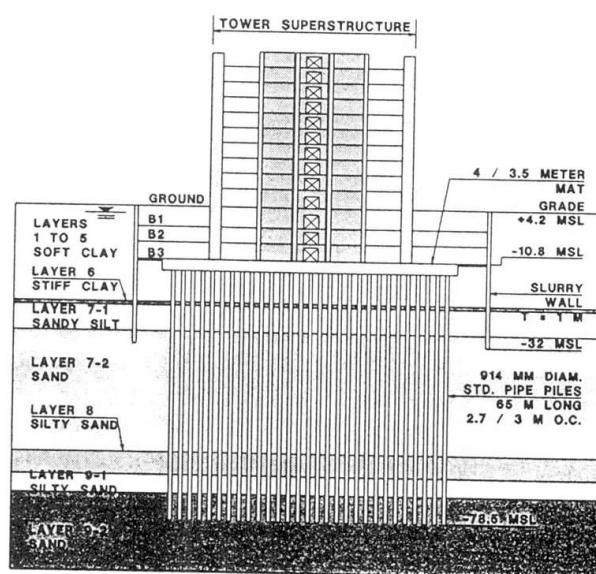 TOWER SUPERSTRUCTURE
4 / 3.5 METER
MAT
GROUND
GRADE
+4.2 MSL
B1
B2
B3
LAYERS
1 TO 5
SOFT CLAY
-10.8 MSL
LAYER 6
STIFF CLAY
SLURRY
WALL
T = 1 M
LAYER 7-1
SANDY SILT
-32 MSL
LAYER 7-2
SAND
914 MM DIAM.
STD. PIPE PILES
65 M LONG
2.7 / 3 M O.C.
LAYER 8
SILTY SAND
LAYER 9-1
SILTY SAND
-78.5 MSL
LAYER 9-2
SAND